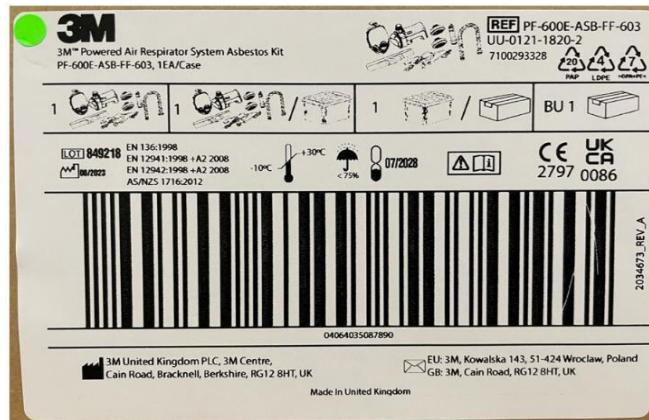 3M
3M™ Powered Air Respirator System Asbestos Kit
PF-600E-ASB-FF-603, 1EA/Case
REF PF-600E-ASB-FF-603
UU-0121-1820-2
7100293328
20
PAP
4
LDPE
7
1
1
/
1
/
BU 1
LOT 849218
08/2023
EN 136:1998
EN 12941:1998 +A2 2008
EN 12942:1998 +A2 2008
AS/NZS 1716:2012
-10°C
+30°C
<75%
07/2028
CE
2797
UK
CA
0086
2034673_REV_A
04064035087890
3M United Kingdom PLC, 3M Centre,
Cain Road, Bracknell, Berkshire, RG12 8HT, UK
EU: 3M, Kowalska 143, 51-424 Wroclaw, Poland
GB: 3M, Cain Road, RG12 8HT, UK
Made In United Kingdom